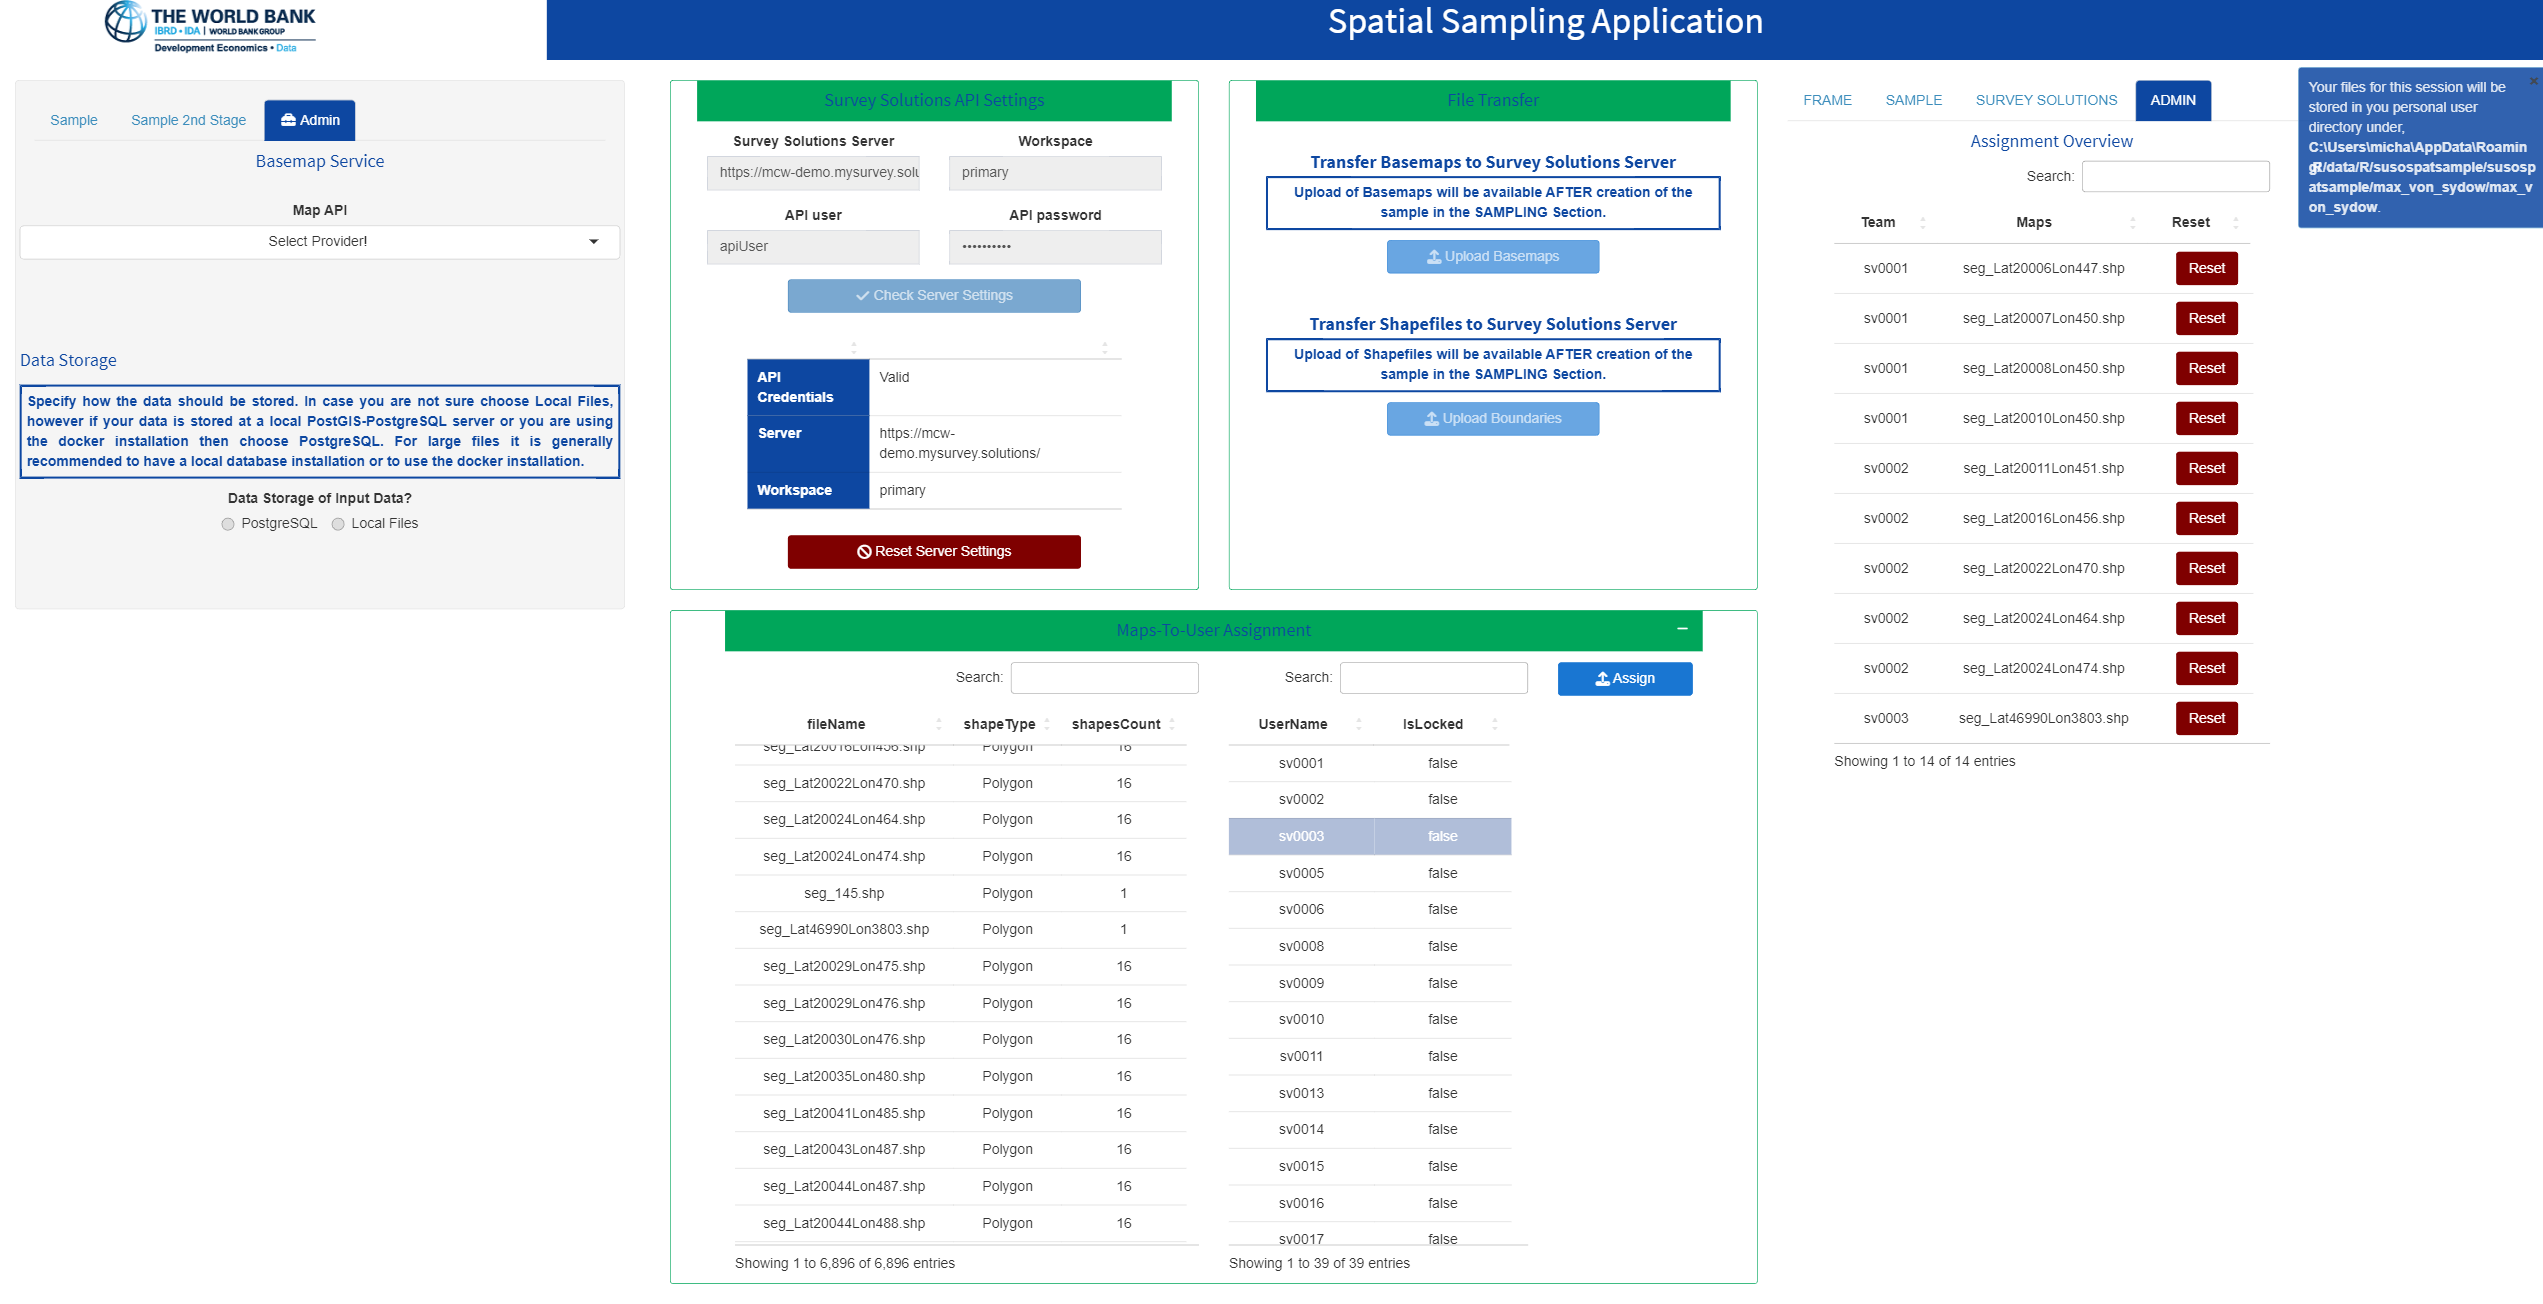 THE WORLD BANK
IBRD • IDA | WORLD BANK GROUP
Development Economics • Data
Spatial Sampling Application
Sample
Sample 2nd Stage
Admin
Basemap Service
Map API
Select Provider!
Data Storage
Specify how the data should be stored. In case you are not sure choose Local Files,
however if your data is stored at a local PostGIS-PostgreSQL server or you are using
the docker installation then choose PostgreSQL. For large files it is generally
recommended to have a local database installation or to use the docker installation.
Data Storage of Input Data?
PostgreSQL Local Files
Survey Solutions API Settings
Survey Solutions Server Workspace
https://mcw-demo.mysurvey.solu primary
API user API password
apiUser ••••••••••
Check Server Settings
API Credentials Valid
Server https://mcw-
demo.mysurvey.solutions/
Workspace primary
Reset Server Settings
File Transfer
Transfer Basemaps to Survey Solutions Server
Upload of Basemaps will be available AFTER creation of the
sample in the SAMPLING Section.
Upload Basemaps
Transfer Shapefiles to Survey Solutions Server
Upload of Shapefiles will be available AFTER creation of the
sample in the SAMPLING Section.
Upload Boundaries
Maps-To-User Assignment
Search:
fileName shapeType shapesCount
seg_Lat20016Lon456.shp Polygon 16
seg_Lat20022Lon470.shp Polygon 16
seg_Lat20024Lon464.shp Polygon 16
seg_Lat20024Lon474.shp Polygon 16
seg_145.shp Polygon 1
seg_Lat46990Lon3803.shp Polygon 1
seg_Lat20029Lon475.shp Polygon 16
seg_Lat20029Lon476.shp Polygon 16
seg_Lat20030Lon476.shp Polygon 16
seg_Lat20035Lon480.shp Polygon 16
seg_Lat20041Lon485.shp Polygon 16
seg_Lat20043Lon487.shp Polygon 16
seg_Lat20044Lon487.shp Polygon 16
seg_Lat20044Lon488.shp Polygon 16
Showing 1 to 6,896 of 6,896 entries
Search:
Assign
UserName IsLocked
sv0001 false
sv0002 false
sv0003 false
sv0005 false
sv0006 false
sv0008 false
sv0009 false
sv0010 false
sv0011 false
sv0013 false
sv0014 false
sv0015 false
sv0016 false
sv0017 false
Showing 1 to 39 of 39 entries
FRAME SAMPLE SURVEY SOLUTIONS ADMIN
Assignment Overview
Search:
Team Maps Reset
sv0001 seg_Lat20006Lon447.shp Reset
sv0001 seg_Lat20007Lon450.shp Reset
sv0001 seg_Lat20008Lon450.shp Reset
sv0001 seg_Lat20010Lon450.shp Reset
sv0002 seg_Lat20011Lon451.shp Reset
sv0002 seg_Lat20016Lon456.shp Reset
sv0002 seg_Lat20022Lon470.shp Reset
sv0002 seg_Lat20024Lon464.shp Reset
sv0002 seg_Lat20024Lon474.shp Reset
sv0003 seg_Lat46990Lon3803.shp Reset
Showing 1 to 14 of 14 entries
Your files for this session will be
stored in you personal user
directory under,
C:\Users\micha\AppData\Roamin
g\R/data/R/susospatsample/susosp
atsample/max_von_sydow/max_v
on_sydow.